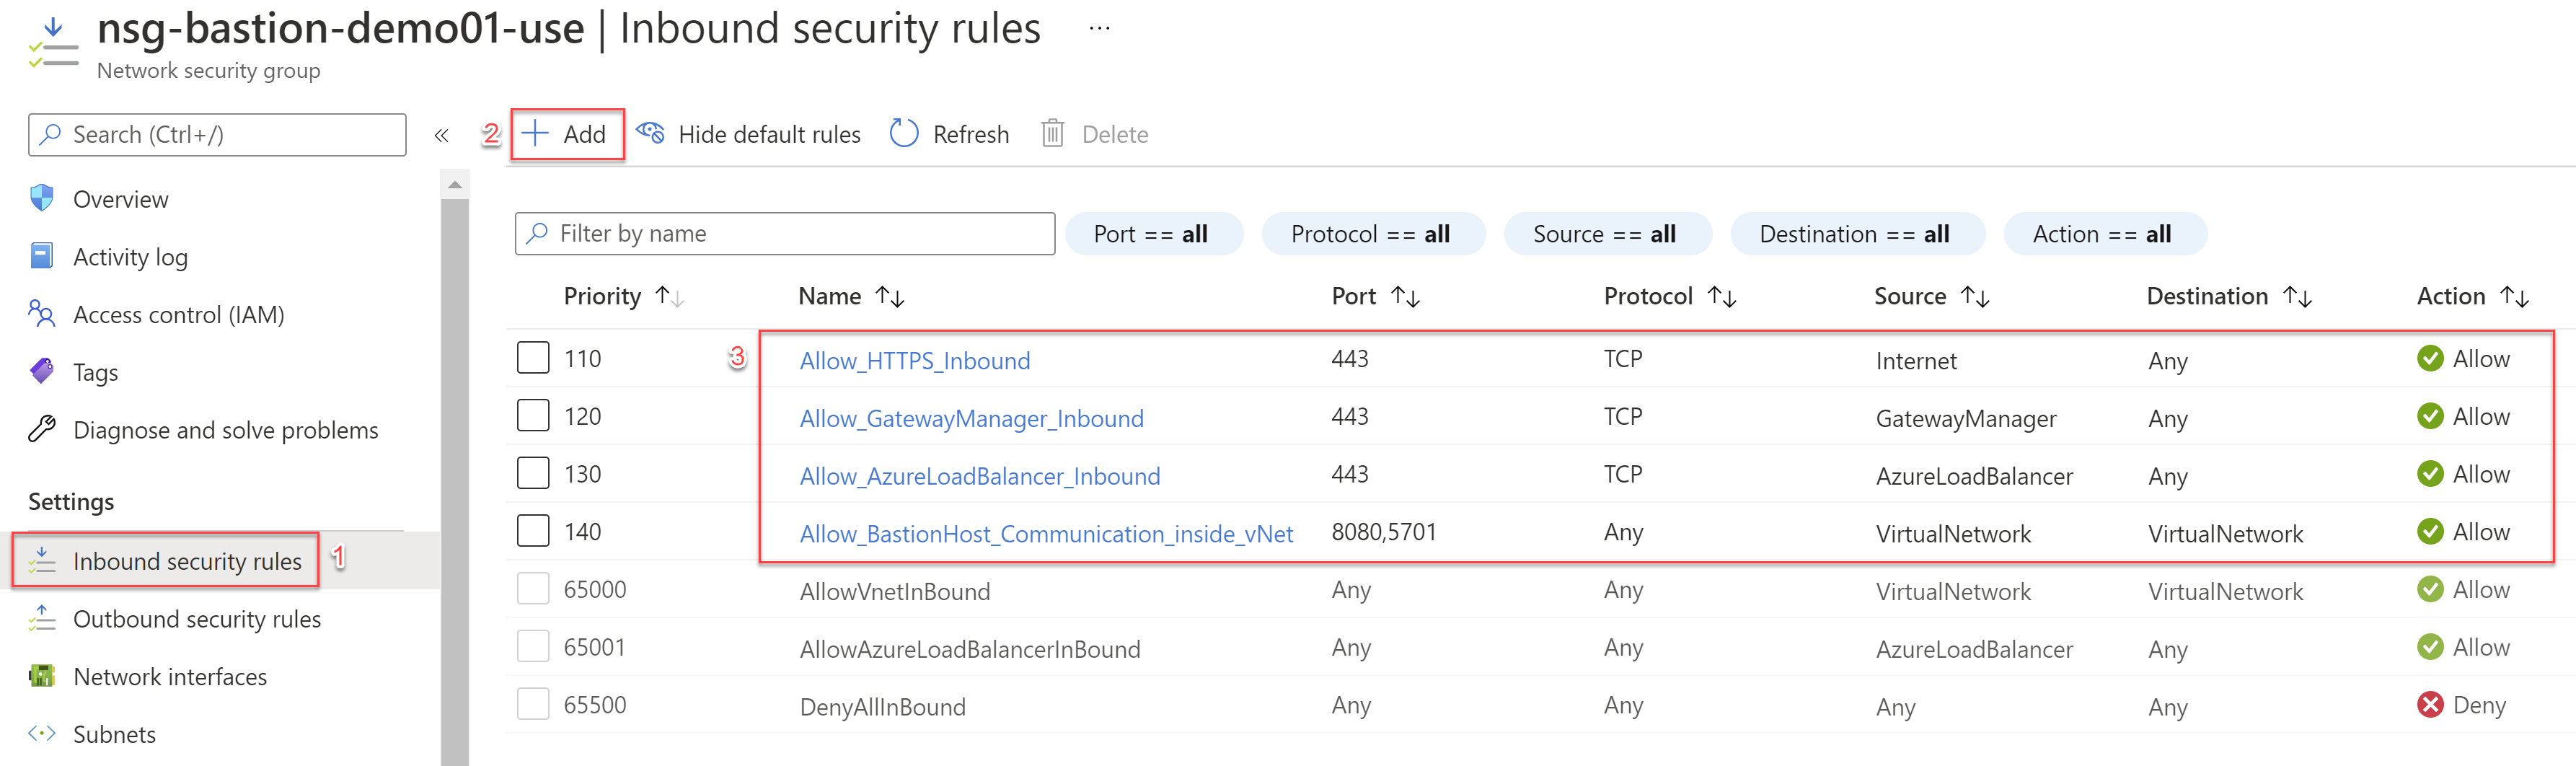 nsg-bastion-demo01-use | Inbound security rules ...
Network security group
Search (Ctrl+/)
«
2
Add
Hide default rules
Refresh
Delete
Overview
Activity log
Access control (IAM)
Tags
Diagnose and solve problems
Settings
Inbound security rules
1
Outbound security rules
Network interfaces
Subnets
Filter by name
Port == all
Protocol == all
Source == all
Destination == all
Action == all
Priority Name Port Protocol Source Destination Action
3
110 Allow_HTTPS_Inbound 443 TCP Internet Any Allow
120 Allow_GatewayManager_Inbound 443 TCP GatewayManager Any Allow
130 Allow_AzureLoadBalancer_Inbound 443 TCP AzureLoadBalancer Any Allow
140 Allow_BastionHost_Communication_inside_vNet 8080,5701 Any VirtualNetwork VirtualNetwork Allow
65000 AllowVnetInBound Any Any VirtualNetwork VirtualNetwork Allow
65001 AllowAzureLoadBalancerInBound Any Any AzureLoadBalancer Any Allow
65500 DenyAllInBound Any Any Any Any Deny